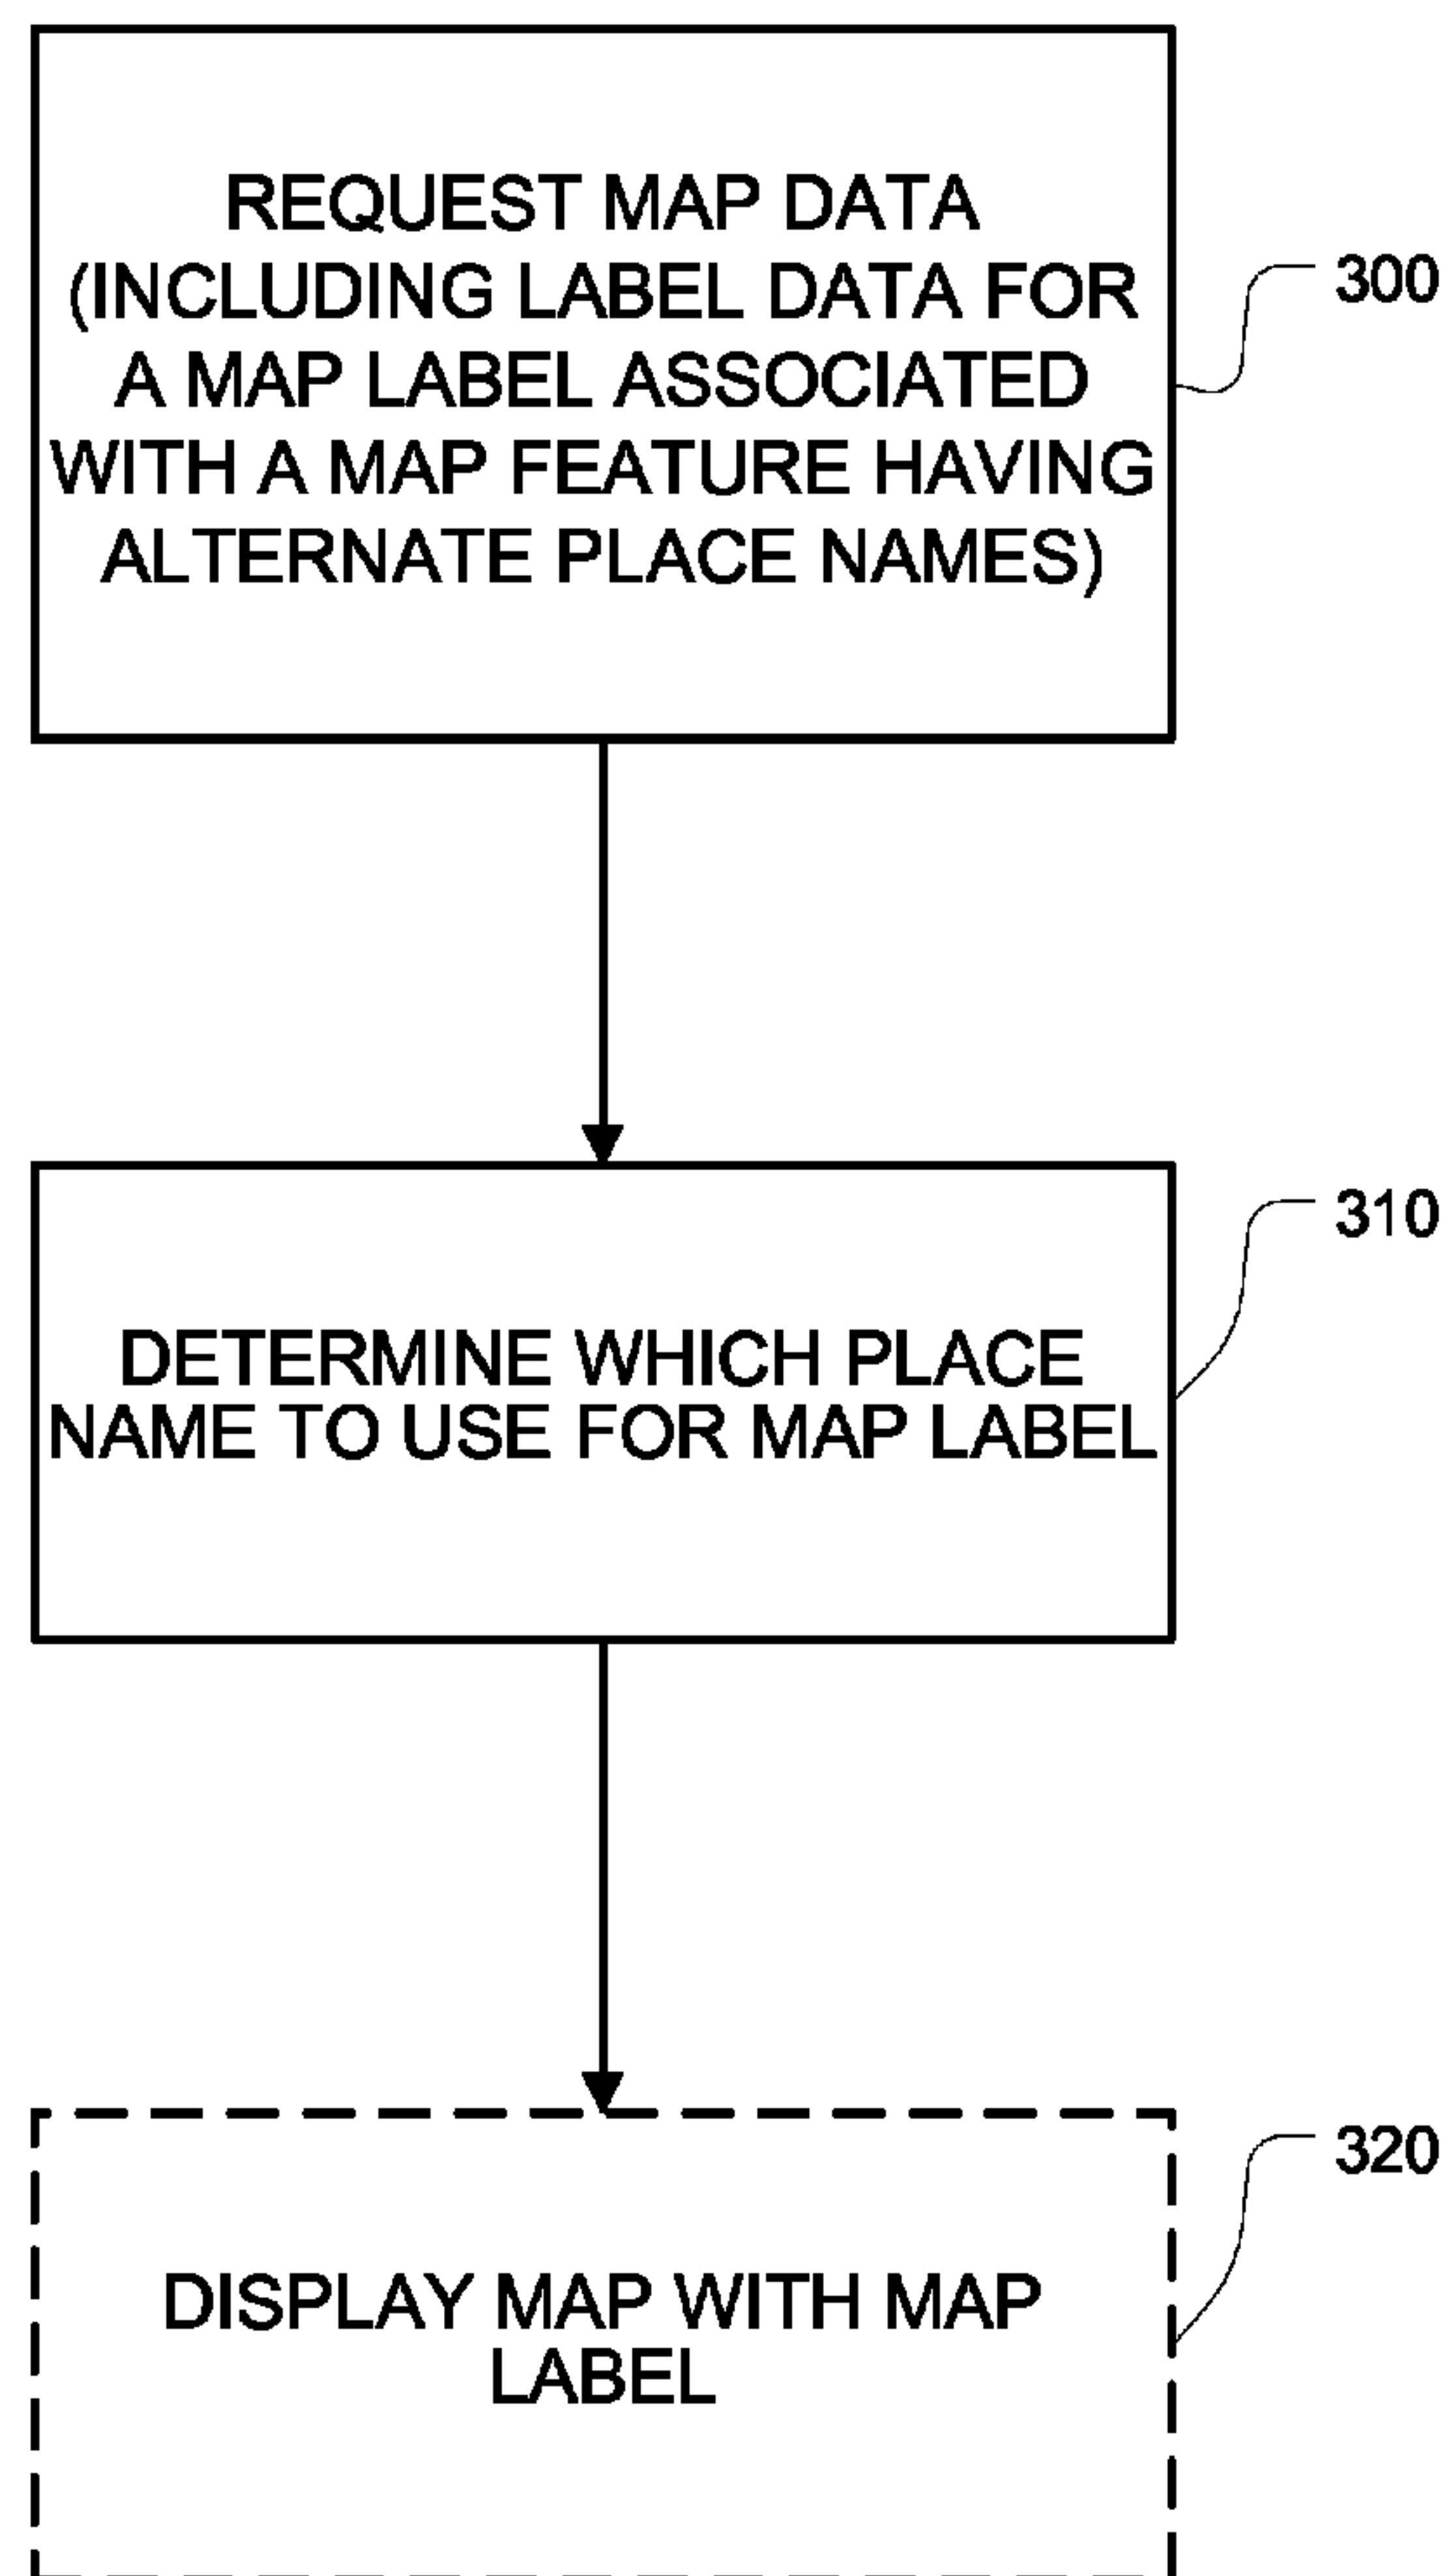 REQUEST MAP DATA
(INCLUDING LABEL DATA FOR
A MAP LABEL ASSOCIATED
WITH A MAP FEATURE HAVING
ALTERNATE PLACE NAMES)
300
DETERMINE WHICH PLACE
NAME TO USE FOR MAP LABEL
310
DISPLAY MAP WITH MAP
LABEL
320